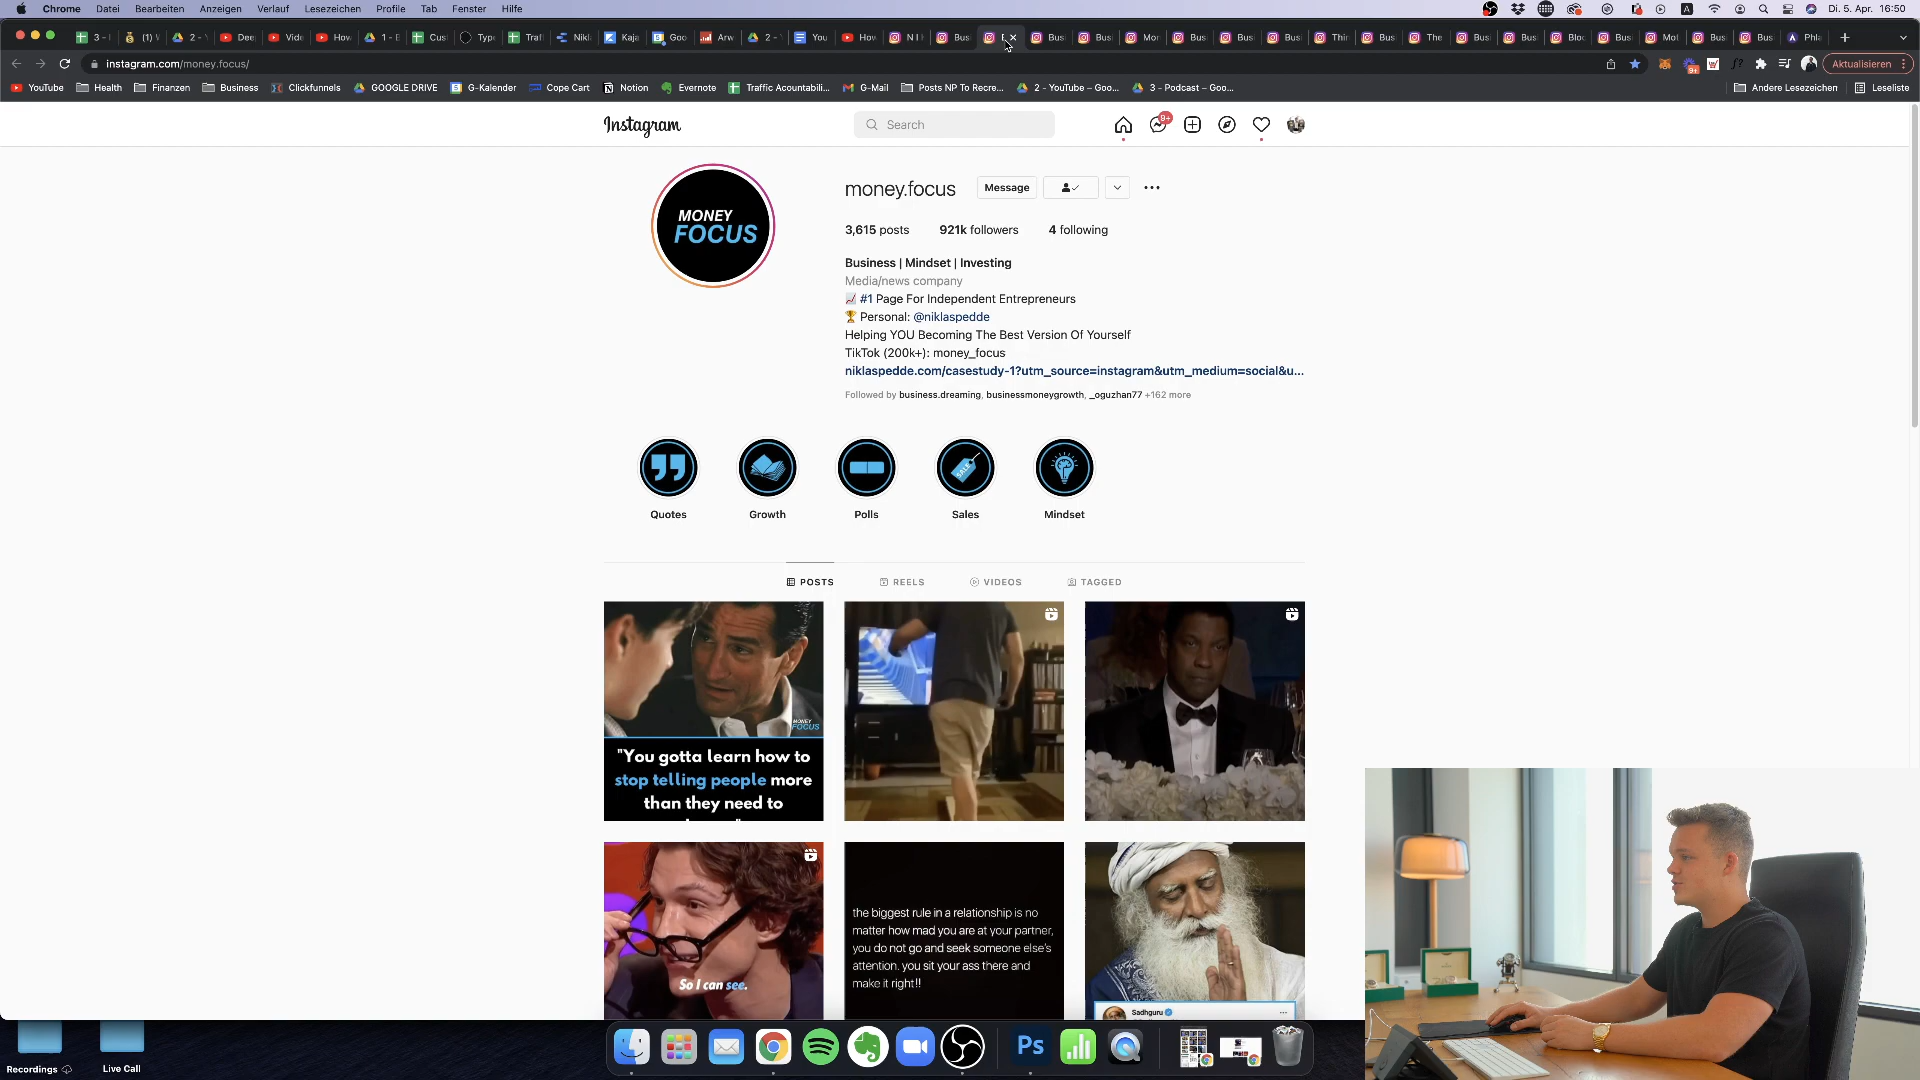 Chrome Datei Bearbeiten Anzeigen Verlauf Lesezeichen Profile Tab Fenster Hilfe Di. 5. Apr. 16:50
instagram.com/money.focus/
Aktualisieren
YouTube Health Finanzen Business Clickfunnels GOOGLE DRIVE G-Kalender Cope Cart Notion Evernote Traffic Acountabili... G-Mail Posts NP To Recre... 2 - YouTube – Goo... 3 - Podcast – Goo... Andere Lesezeichen Leseliste
Instagram
Search
9+
MONEY
FOCUS
money.focus Message
3,615 posts 921k followers 4 following
Business | Mindset | Investing
Media/news company
#1 Page For Independent Entrepreneurs
Personal: @niklaspedde
Helping YOU Becoming The Best Version Of Yourself
TikTok (200k+): money_focus
niklaspedde.com/casestudy-1?utm_source=instagram&utm_medium=social&u...
Followed by business.dreaming, businessmoneygrowth, _oguzhan77 +162 more
SALE
Quotes Growth Polls Sales Mindset
POSTS REELS VIDEOS TAGGED
MONEY
FOCUS
"You gotta learn how to
stop telling people more
than they need to
So I can see.
the biggest rule in a relationship is no
matter how mad you are at your partner,
you do not go and seek someone else's
attention. you sit your ass there and
make it right!!
Sadhguru
Ps
Recordings Live Call